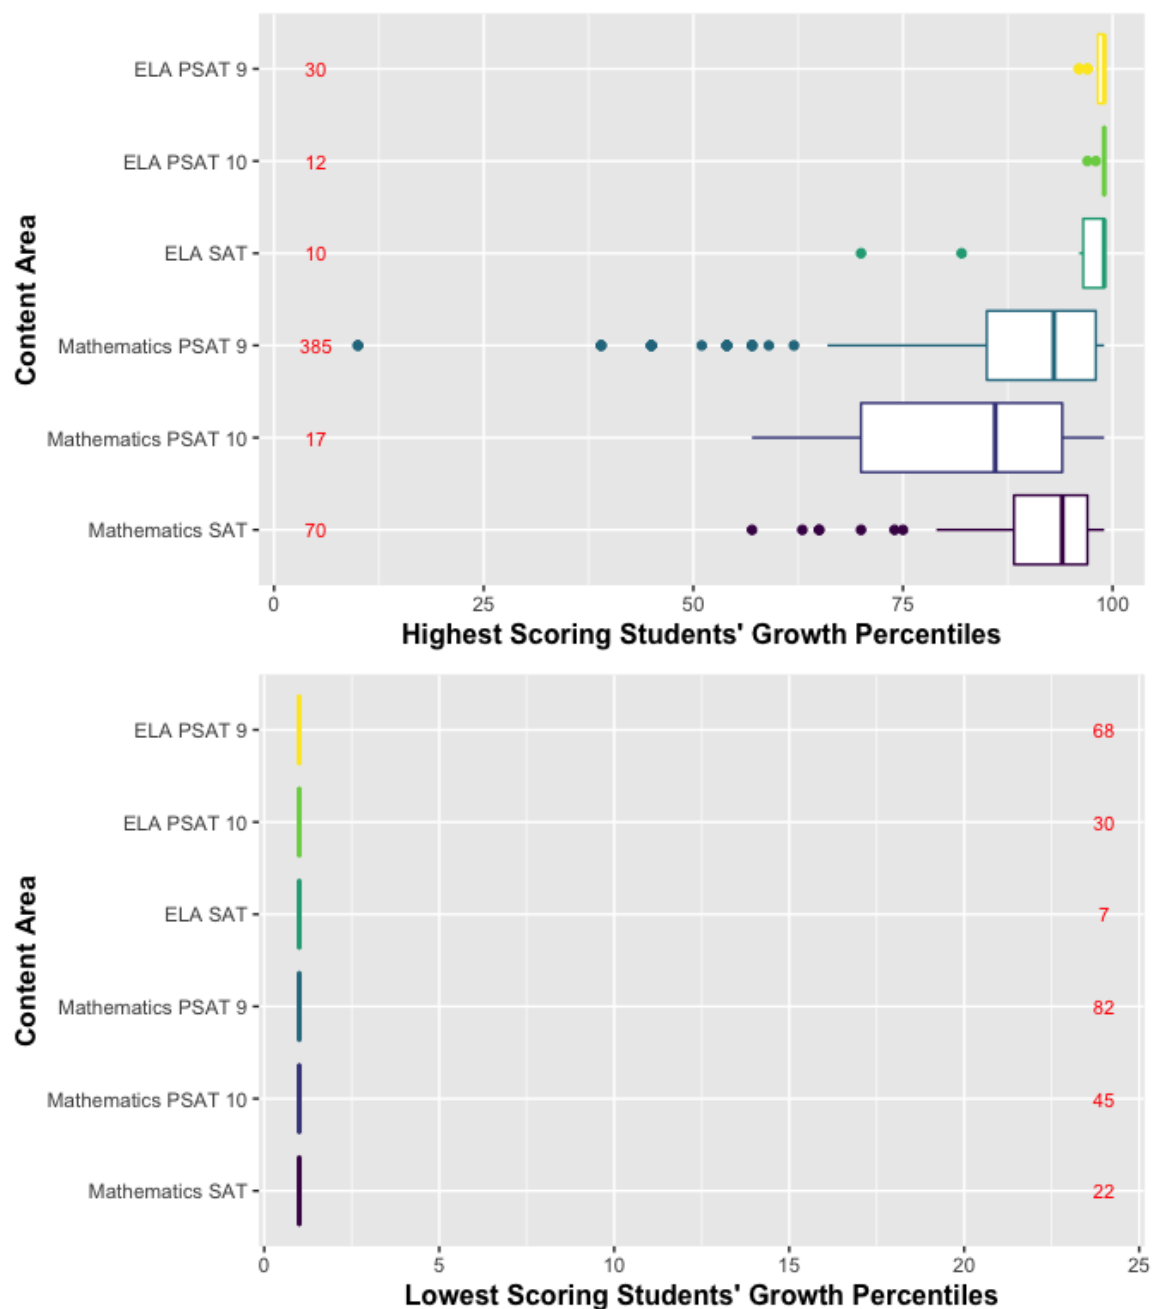 ELA PSAT 9 30
ELA PSAT 10 12
ELA SAT 10
Mathematics PSAT 9 385
Mathematics PSAT 10 17
Mathematics SAT 70
Content Area
0 25 50 75 100
Highest Scoring Students' Growth Percentiles
ELA PSAT 9 68
ELA PSAT 10 30
ELA SAT 7
Mathematics PSAT 9 82
Mathematics PSAT 10 45
Mathematics SAT 22
Content Area
0 5 10 15 20 25
Lowest Scoring Students' Growth Percentiles